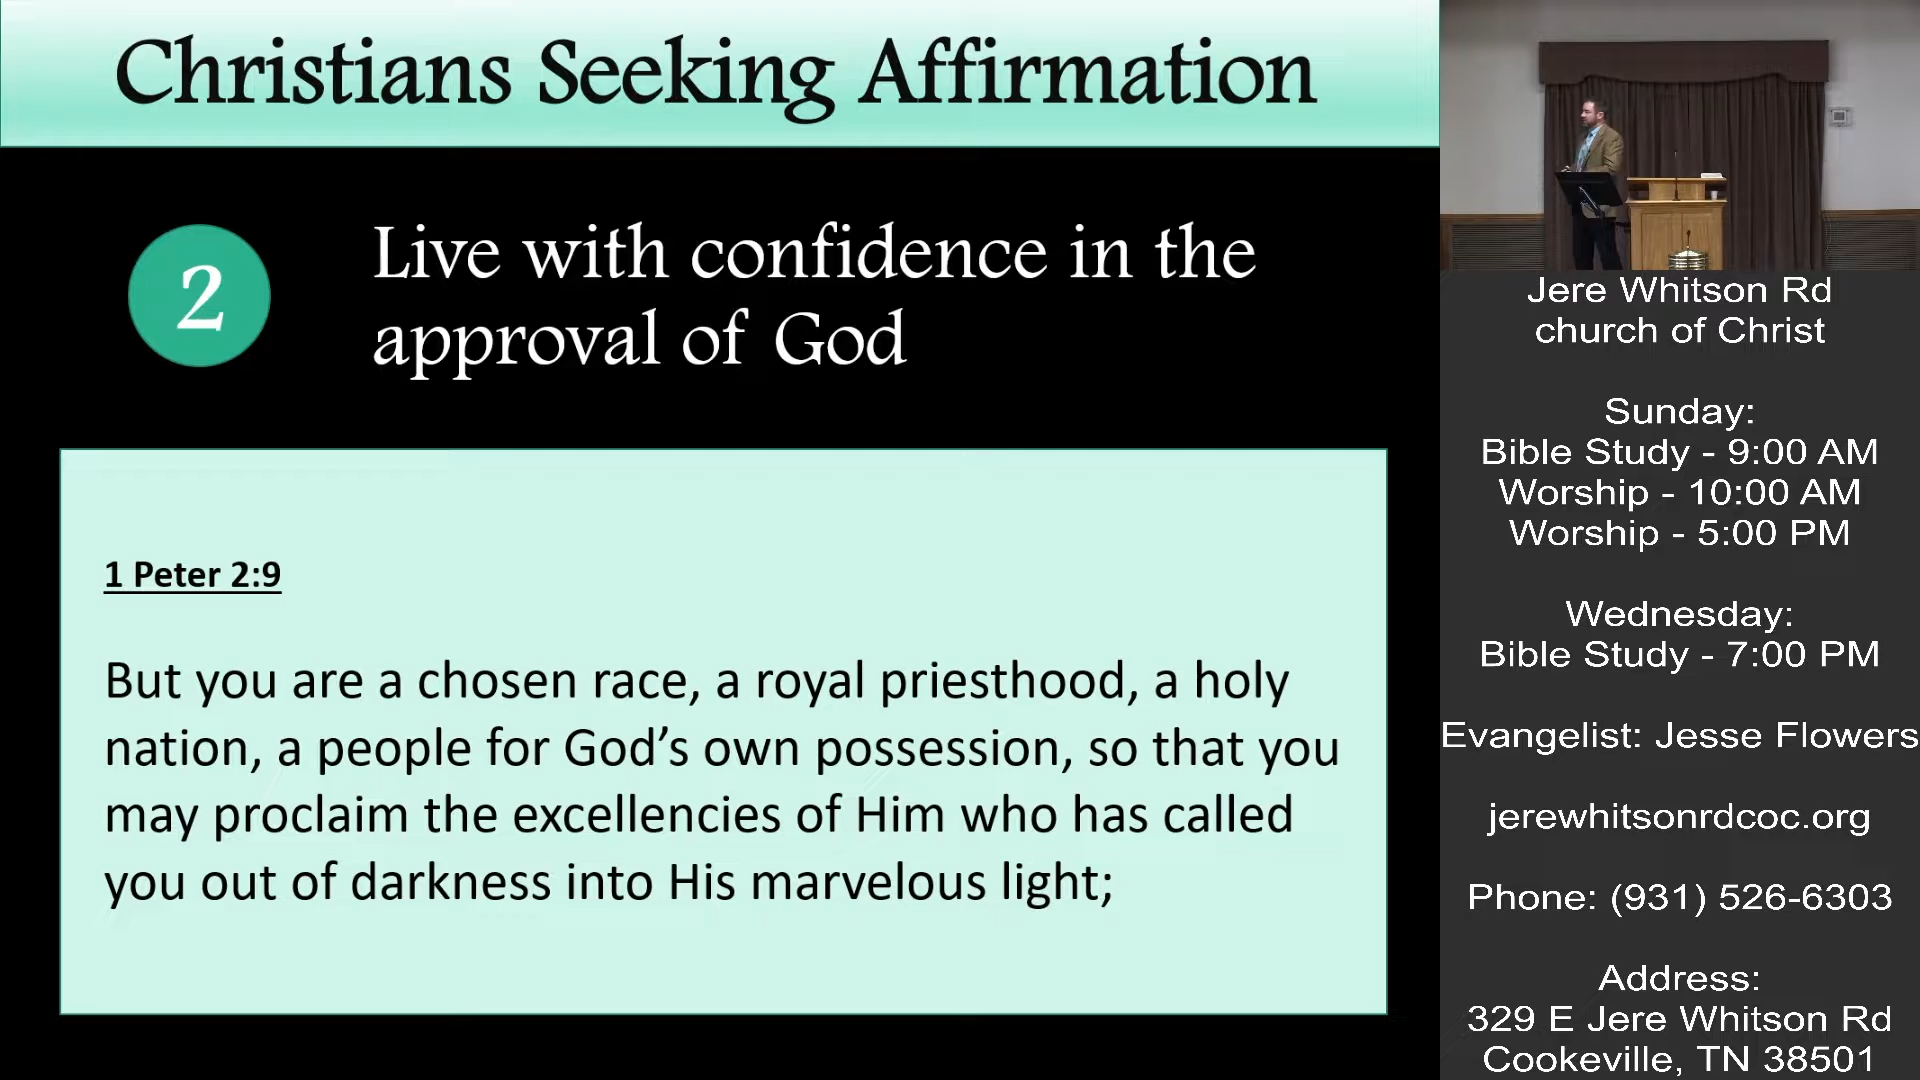 Christians Seeking Affirmation
2
Live with confidence in the
approval of God
1 Peter 2:9
But you are a chosen race, a royal priesthood, a holy
nation, a people for God’s own possession, so that you
may proclaim the excellencies of Him who has called
you out of darkness into His marvelous light;
Jere Whitson Rd
church of Christ
Sunday:
Bible Study - 9:00 AM
Worship - 10:00 AM
Worship - 5:00 PM
Wednesday:
Bible Study - 7:00 PM
Evangelist: Jesse Flowers
jerewhitsonrdcoc.org
Phone: (931) 526-6303
Address:
329 E Jere Whitson Rd
Cookeville, TN 38501